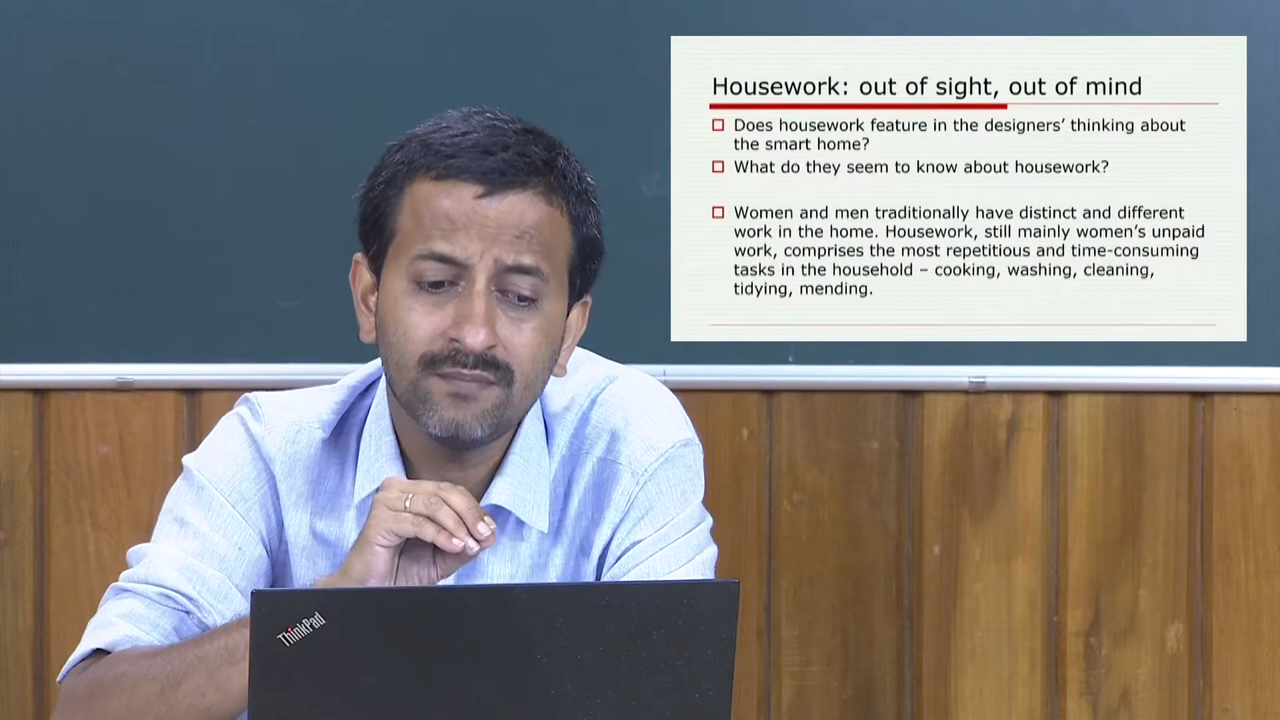 Housework: out of sight, out of mind
Does housework feature in the designers’ thinking about
the smart home?
What do they seem to know about housework?
Women and men traditionally have distinct and different
work in the home. Housework, still mainly women’s unpaid
work, comprises the most repetitious and time-consuming
tasks in the household – cooking, washing, cleaning,
tidying, mending.
ThinkPad